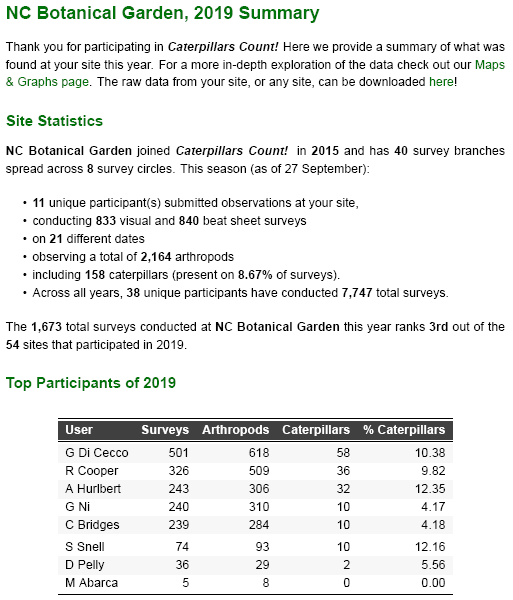 NC Botanical Garden, 2019 Summary
Thank you for participating in Caterpillars Count! Here we provide a summary of what was
found at your site this year. For a more in-depth exploration of the data check out our Maps
& Graphs page. The raw data from your site, or any site, can be downloaded here!
Site Statistics
NC Botanical Garden joined Caterpillars Count! in 2015 and has 40 survey branches
spread across 8 survey circles. This season (as of 27 September):
• 11 unique participant(s) submitted observations at your site,
• conducting 833 visual and 840 beat sheet surveys
• on 21 different dates
• observing a total of 2,164 arthropods
• including 158 caterpillars (present on 8.67% of surveys).
• Across all years, 38 unique participants have conducted 7,747 total surveys.
The 1,673 total surveys conducted at NC Botanical Garden this year ranks 3rd out of the
54 sites that participated in 2019.
Top Participants of 2019
User Surveys Arthropods Caterpillars % Caterpillars
G Di Cecco 501 618 58 10.38
R Cooper 326 509 36 9.82
A Hurlbert 243 306 32 12.35
G Ni 240 310 10 4.17
C Bridges 239 284 10 4.18
S Snell 74 93 10 12.16
D Pelly 36 29 2 5.56
M Abarca 5 8 0 0.00